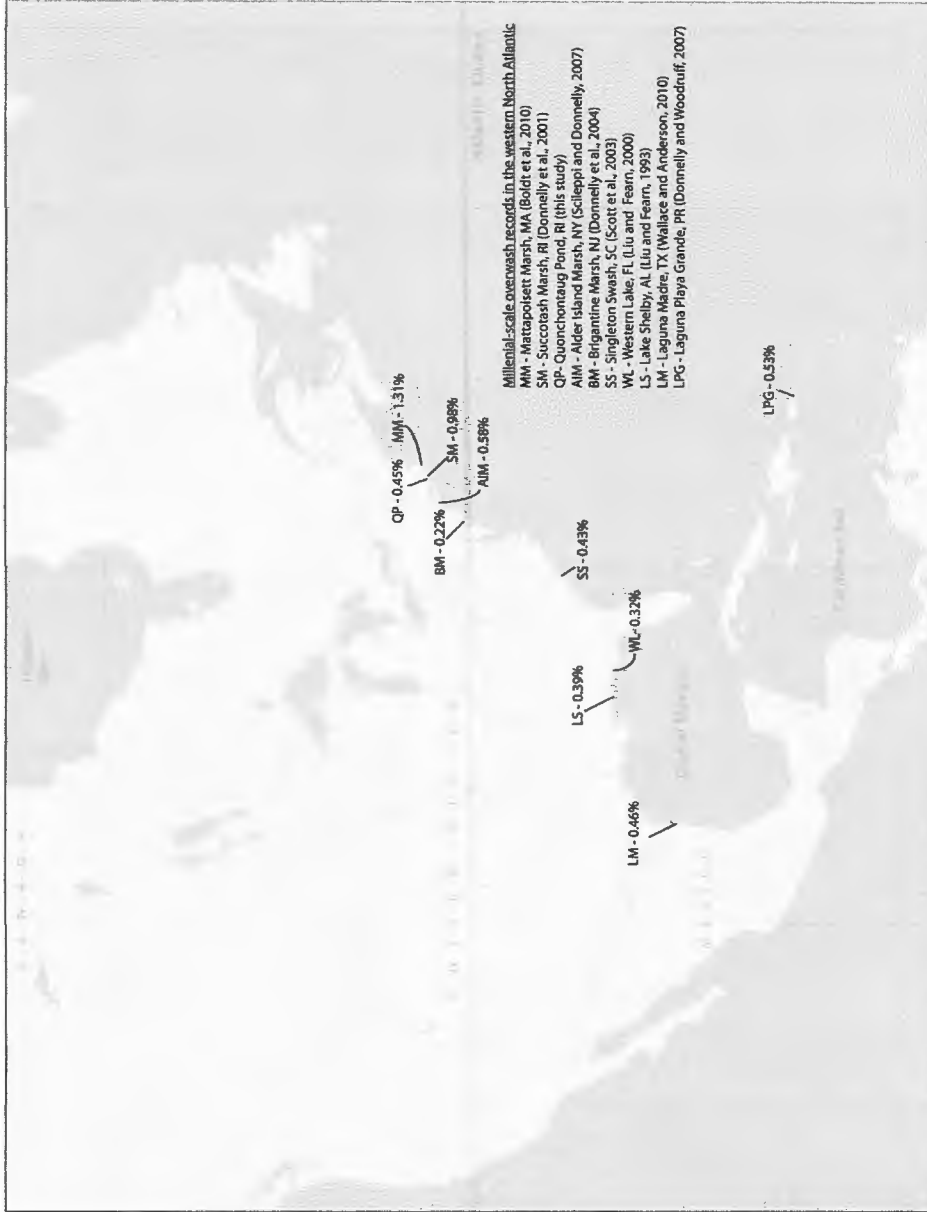 QP - 0.45%
MM - 1.31%
BM - 0.22%
SM - 0.98%
AIM - 0.58%
SS - 0.43%
LS - 0.39%
WL - 0.32%
LM - 0.46%
LPG - 0.53%
Millenial-scale overwash records in the western North Atlantic
MM - Mattapoisett Marsh, MA (Boldt et al., 2010)
SM - Succotash Marsh, RI (Donnelly et al., 2001)
QP- Quonchontaug Pond, RI (this study)
AIM - Alder Island Marsh, NY (Scileppi and Donnelly, 2007)
BM - Brigantine Marsh, NJ (Donnelly et al., 2004)
SS - Singleton Swash, SC (Scott et al., 2003)
WL - Western Lake, FL (Liu and Fearn, 2000)
LS - Lake Shelby, AL (Liu and Fearn, 1993)
LM - Laguna Madre, TX (Wallace and Anderson, 2010)
LPG - Laguna Playa Grande, PR (Donnelly and Woodruff, 2007)